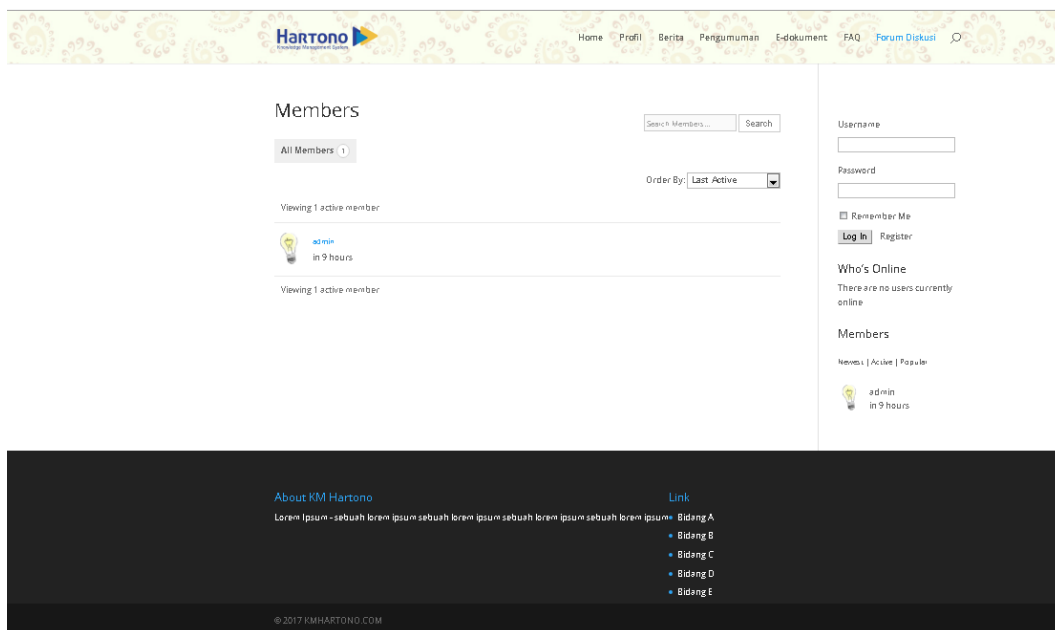 HARTONO
Knowledge Management System
Home Profil Berita Pengumuman E-dokument FAQ Forum Diskusi
Members
Search Members...
Search
All Members 1
Order By: Last Active
Viewing 1 active member
admin
in 9 hours
Viewing 1 active member
Username
Password
Remember Me
Log In Register
Who's Online
There are no users currently
online
Members
Newest | Active | Popular
admin
in 9 hours
About KM Hartono
Lorem Ipsum - sebuah lorem ipsum sebuah lorem ipsum sebuah lorem ipsum sebuah lorem ipsum
Link
Bidang A
Bidang B
Bidang C
Bidang D
Bidang E
© 2017 KMHARTONO.COM